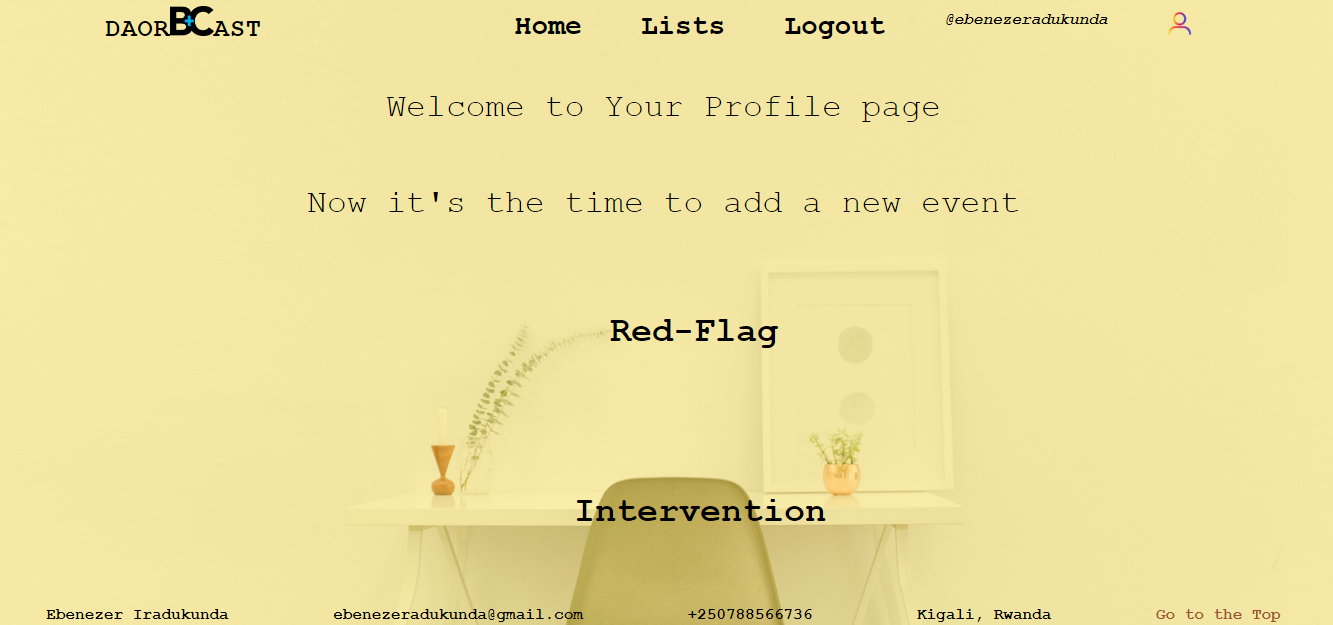 DAORBCAST
Home Lists Logout @ebenezeradukunda
Welcome to Your Profile page
Now it's the time to add a new event
Red-Flag
Intervention
Ebenezer Iradukunda ebenezeradukunda@gmail.com +250788566736 Kigali, Rwanda Go to the Top